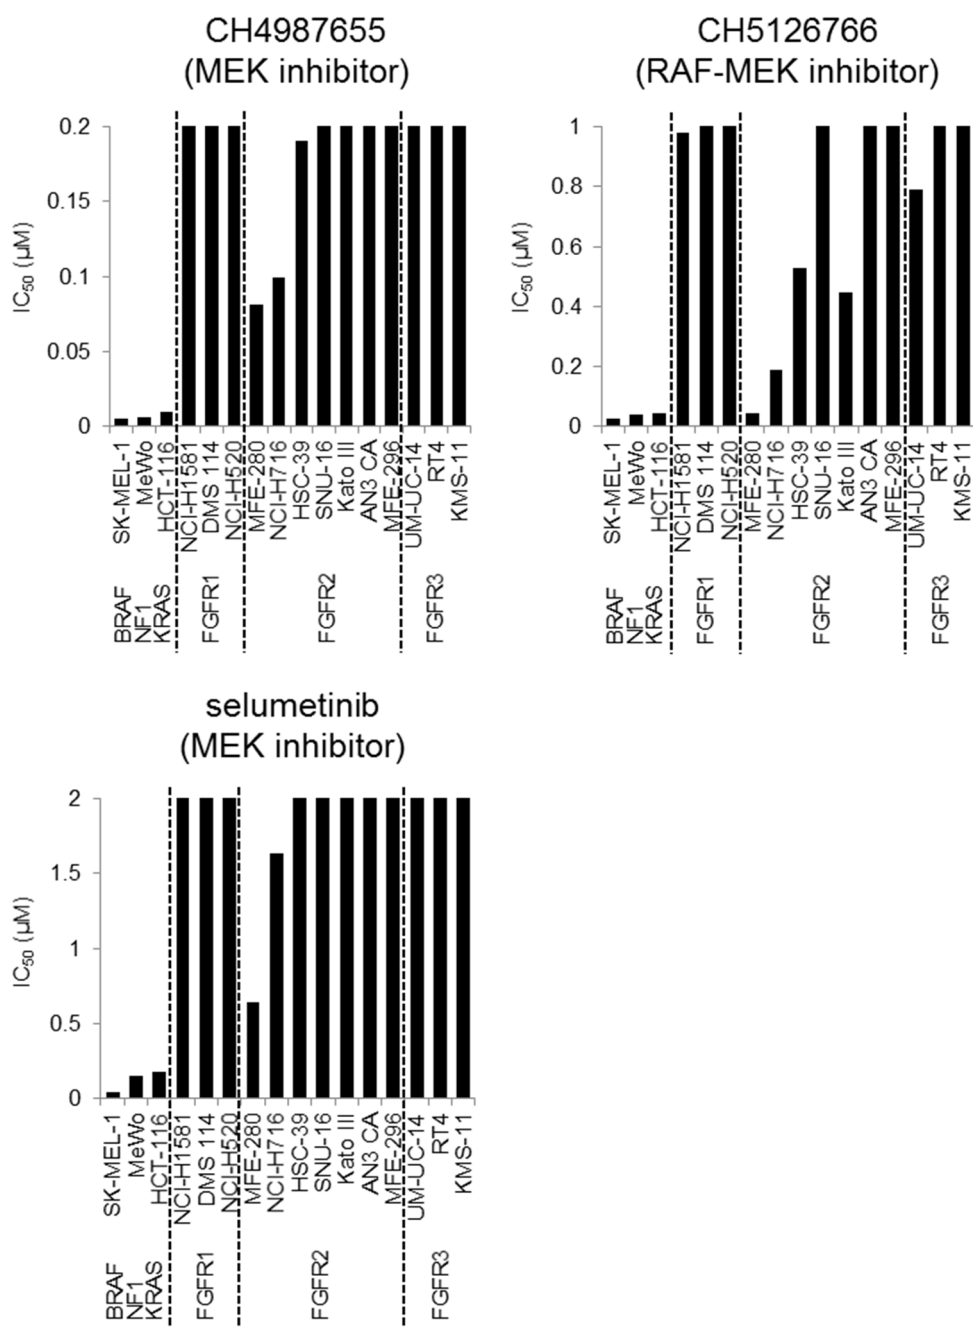 CH4987655
(MEK inhibitor)
IC50 (µM)
0.2
0.15
0.1
0.05
0
SK-MEL-1
MeWo
HCT-116
NCI-H1581
DMS 114
NCI-H520
MFE-280
NCI-H716
HSC-39
SNU-16
Kato III
AN3 CA
MFE-296
UM-UC-14
RT4
KMS-11
BRAF
NF1
KRAS
FGFR1
FGFR2
FGFR3
CH5126766
(RAF-MEK inhibitor)
IC50 (µM)
1
0.8
0.6
0.4
0.2
0
SK-MEL-1
MeWo
HCT-116
NCI-H1581
DMS 114
NCI-H520
MFE-280
NCI-H716
HSC-39
SNU-16
Kato III
AN3 CA
MFE-296
UM-UC-14
RT4
KMS-11
BRAF
NF1
KRAS
FGFR1
FGFR2
FGFR3
selumetinib
(MEK inhibitor)
IC50 (µM)
2
1.5
1
0.5
0
SK-MEL-1
MeWo
HCT-116
NCI-H1581
DMS 114
NCI-H520
MFE-280
NCI-H716
HSC-39
SNU-16
Kato III
AN3 CA
MFE-296
UM-UC-14
RT4
KMS-11
BRAF
NF1
KRAS
FGFR1
FGFR2
FGFR3